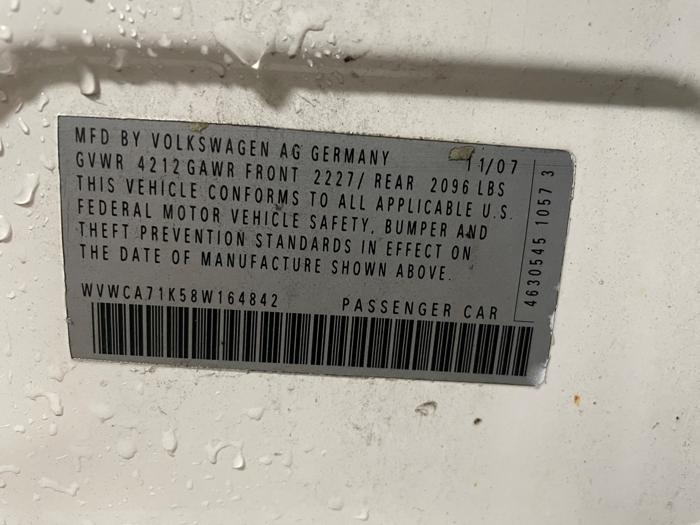 MFD BY VOLKSWAGEN AG GERMANY 11/07
GVWR 4212 GAWR FRONT 2227/ REAR 2096 LBS
THIS VEHICLE CONFORMS TO ALL APPLICABLE U.S.
FEDERAL MOTOR VEHICLE SAFETY, BUMPER AND
THEFT PREVENTION STANDARDS IN EFFECT ON
THE DATE OF MANUFACTURE SHOWN ABOVE.
WVWCA71K58W164842 PASSENGER CAR
4630545 1057 3